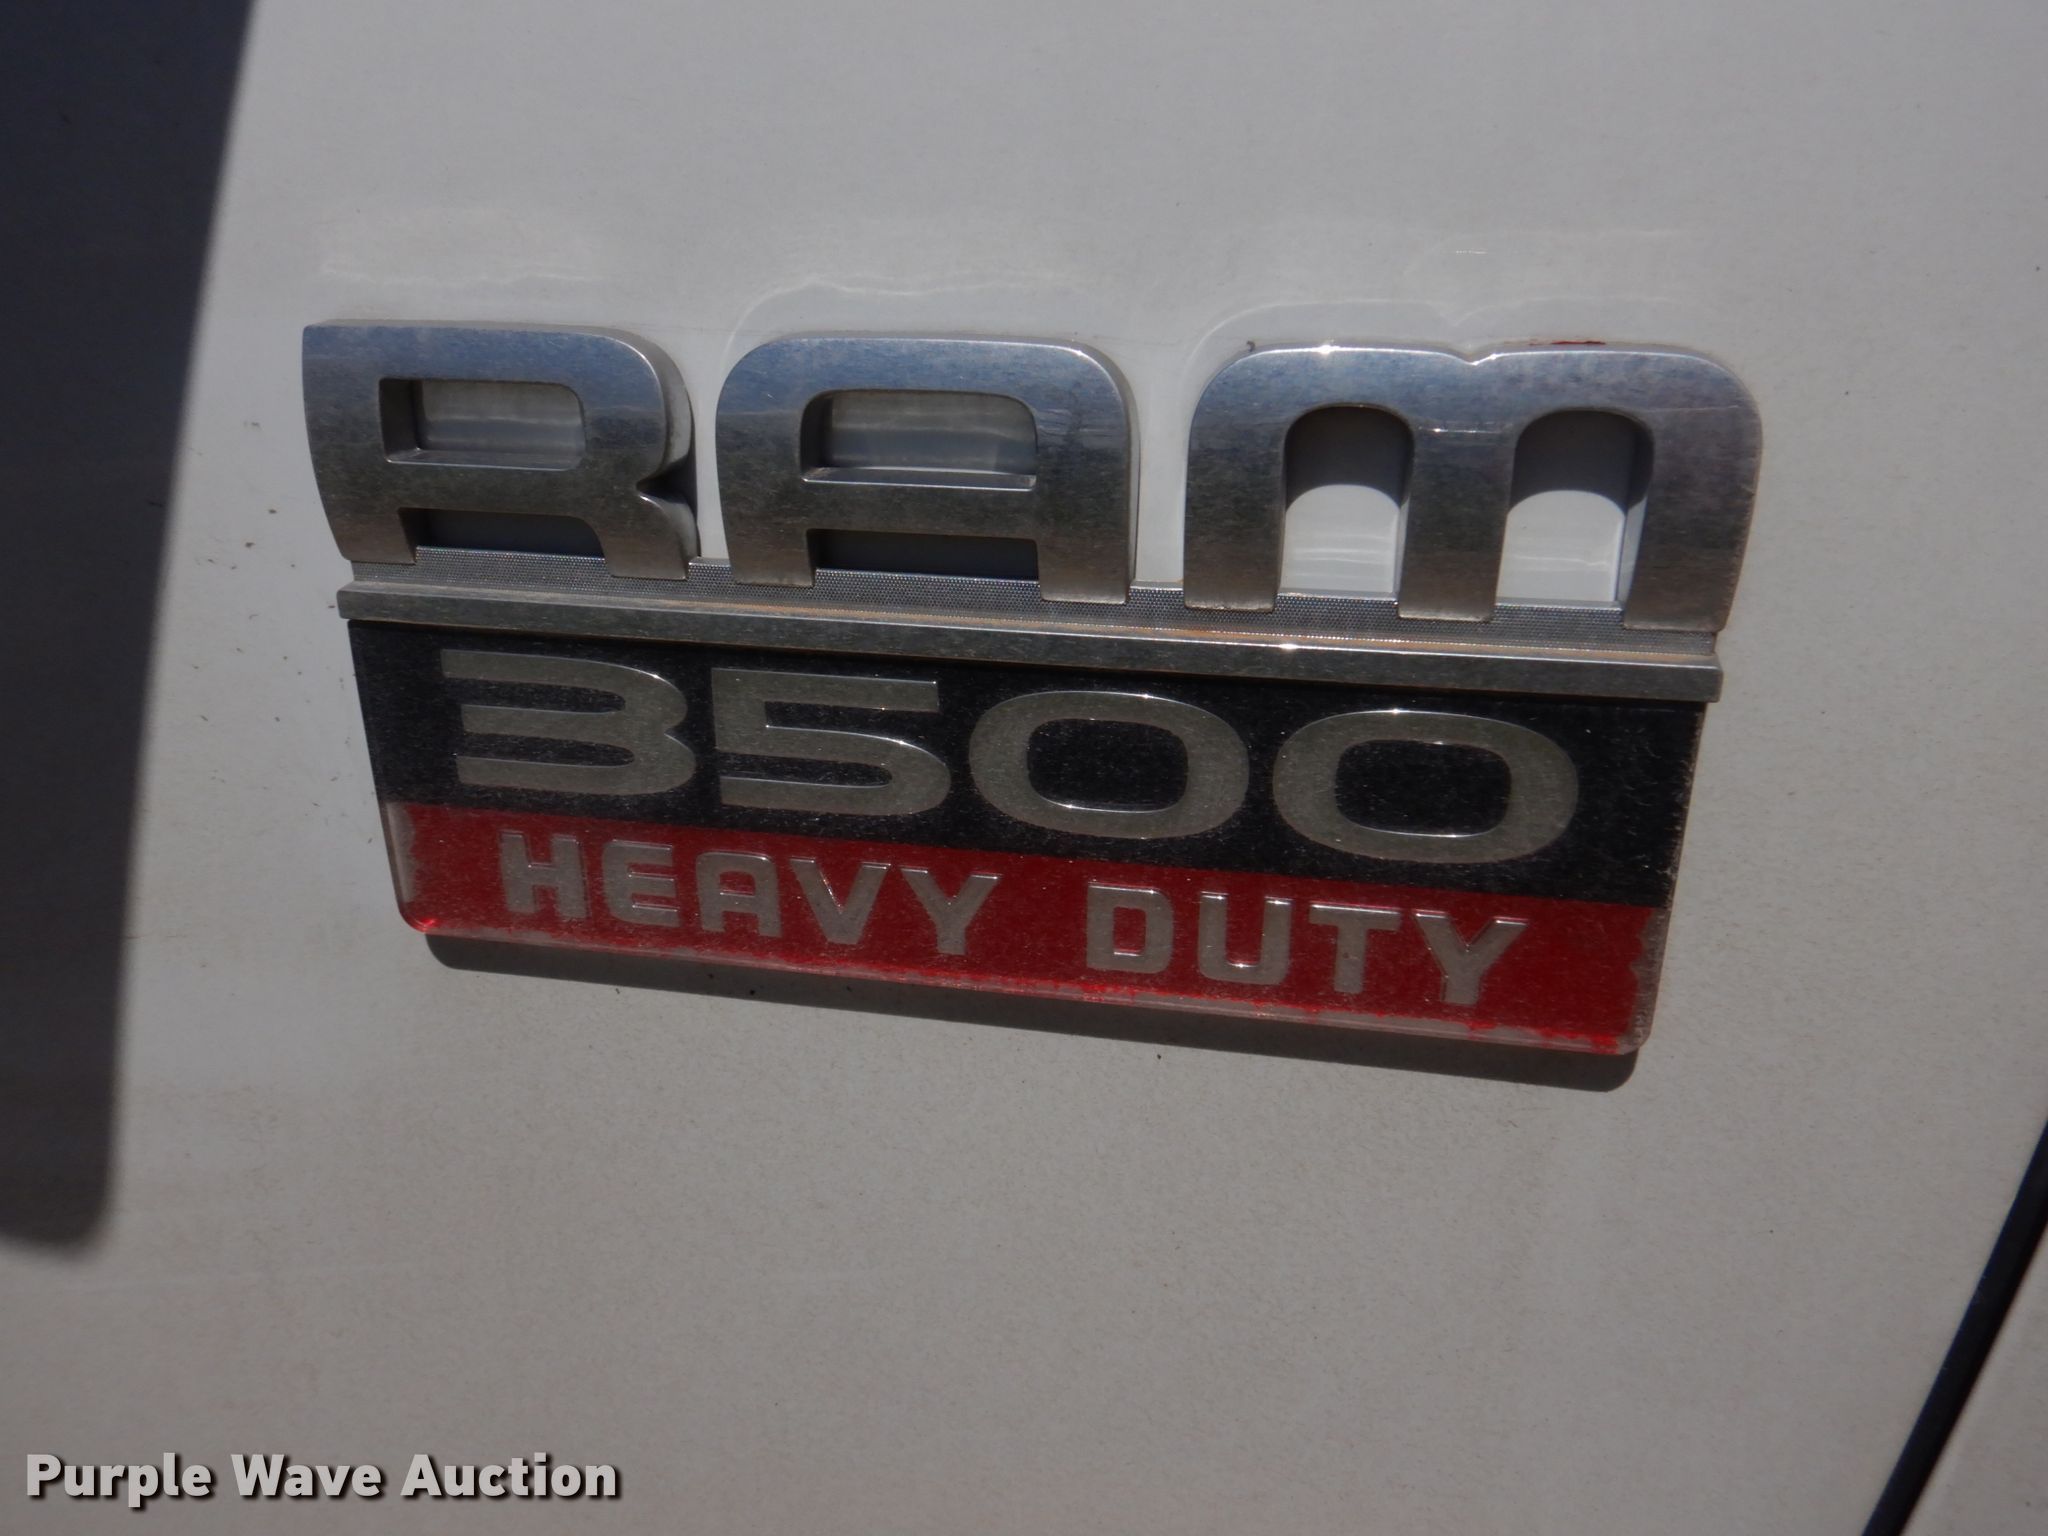 RAM
3500
HEAVY DUTY
Purple Wave Auction